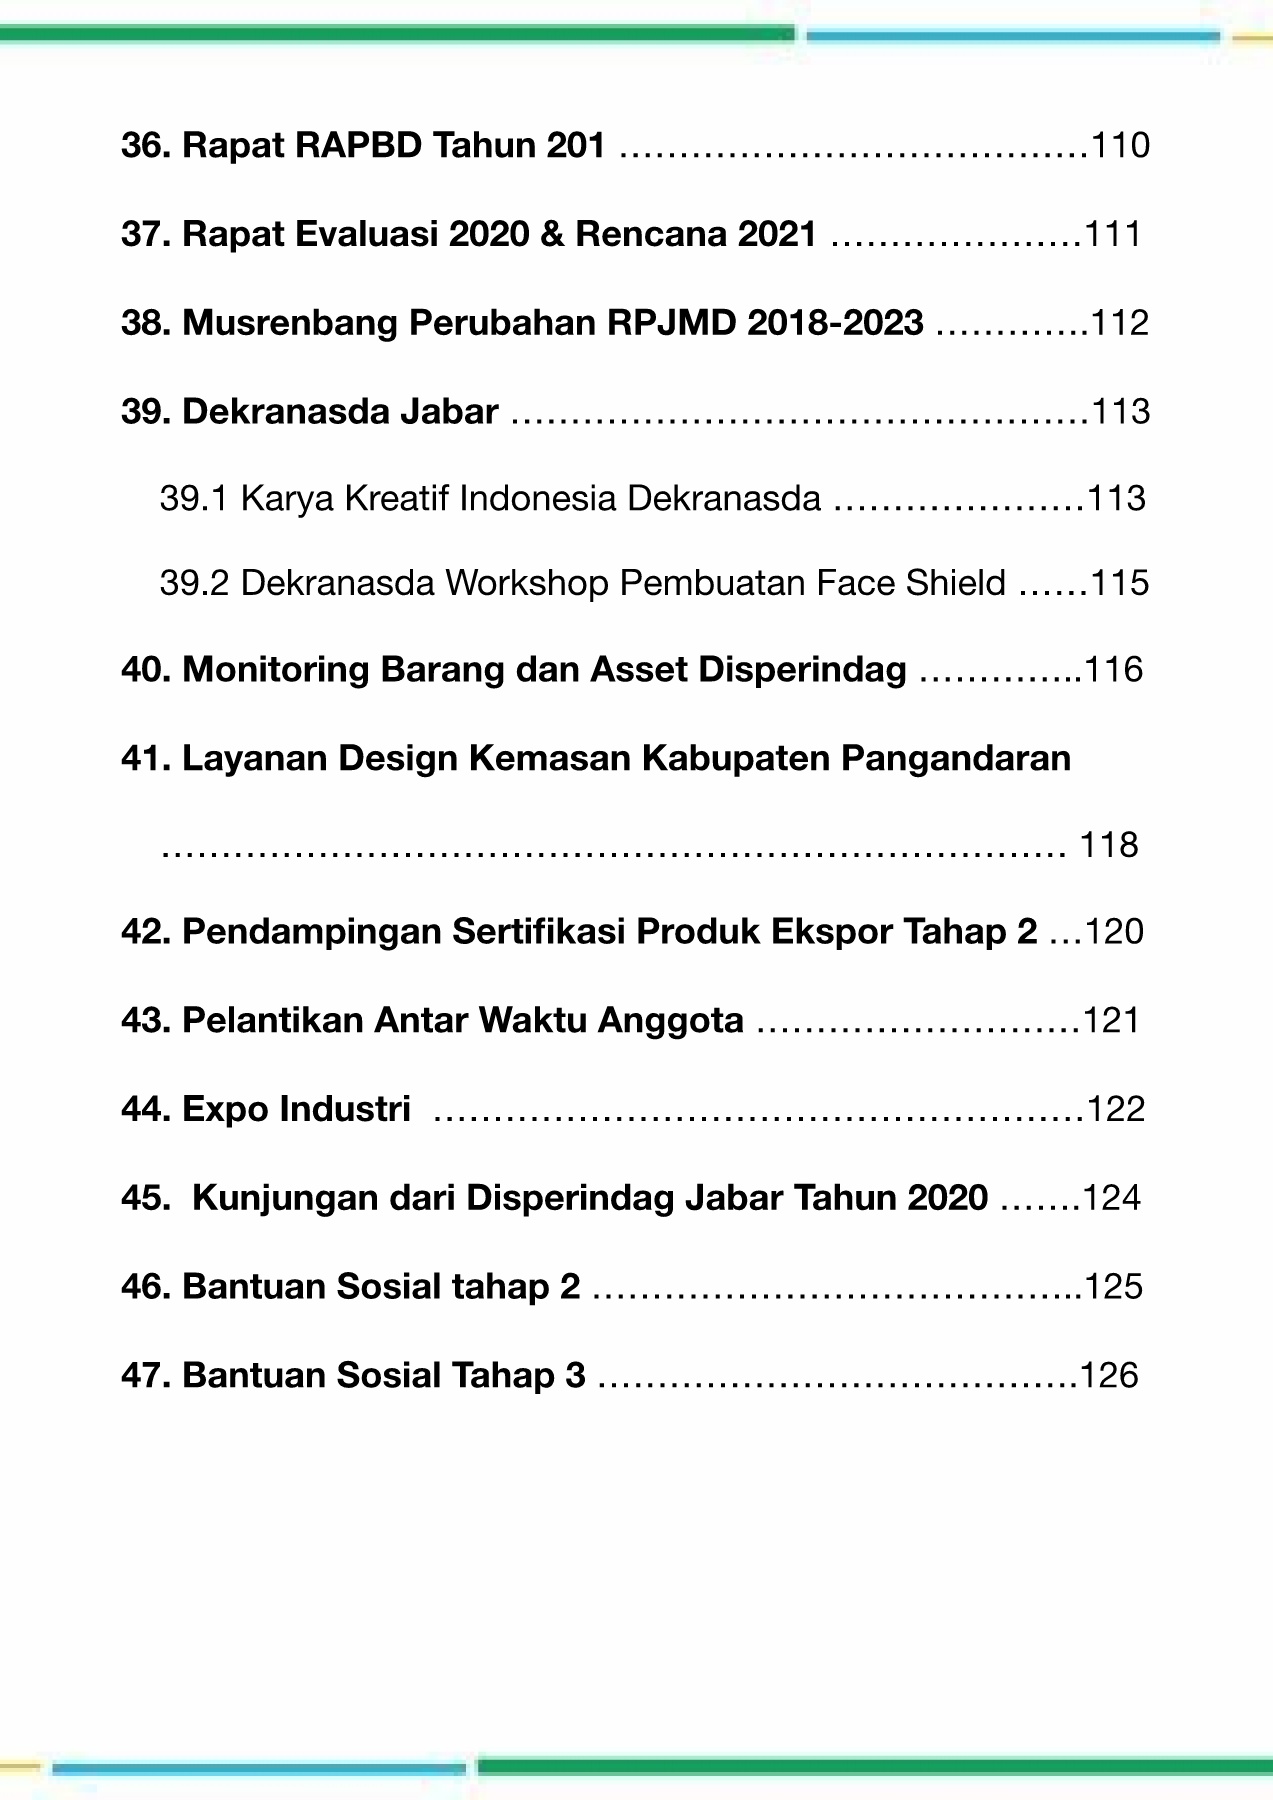 36. Rapat RAPBD Tahun 201 …………………………………110
37. Rapat Evaluasi 2020 & Rencana 2021 …………………111
38. Musrenbang Perubahan RPJMD 2018-2023 ………….112
39. Dekranasda Jabar …………………………………………113
39.1 Karya Kreatif Indonesia Dekranasda …………………113
39.2 Dekranasda Workshop Pembuatan Face Shield ……115
40. Monitoring Barang dan Asset Disperindag …………..116
41. Layanan Design Kemasan Kabupaten Pangandaran
………………………………………………………………… 118
42. Pendampingan Sertifikasi Produk Ekspor Tahap 2 …120
43. Pelantikan Antar Waktu Anggota ………………………121
44. Expo Industri  ………………………………………………122
45.  Kunjungan dari Disperindag Jabar Tahun 2020 …….124
46. Bantuan Sosial tahap 2 …………………………………..125
47. Bantuan Sosial Tahap 3 ………………………………….126